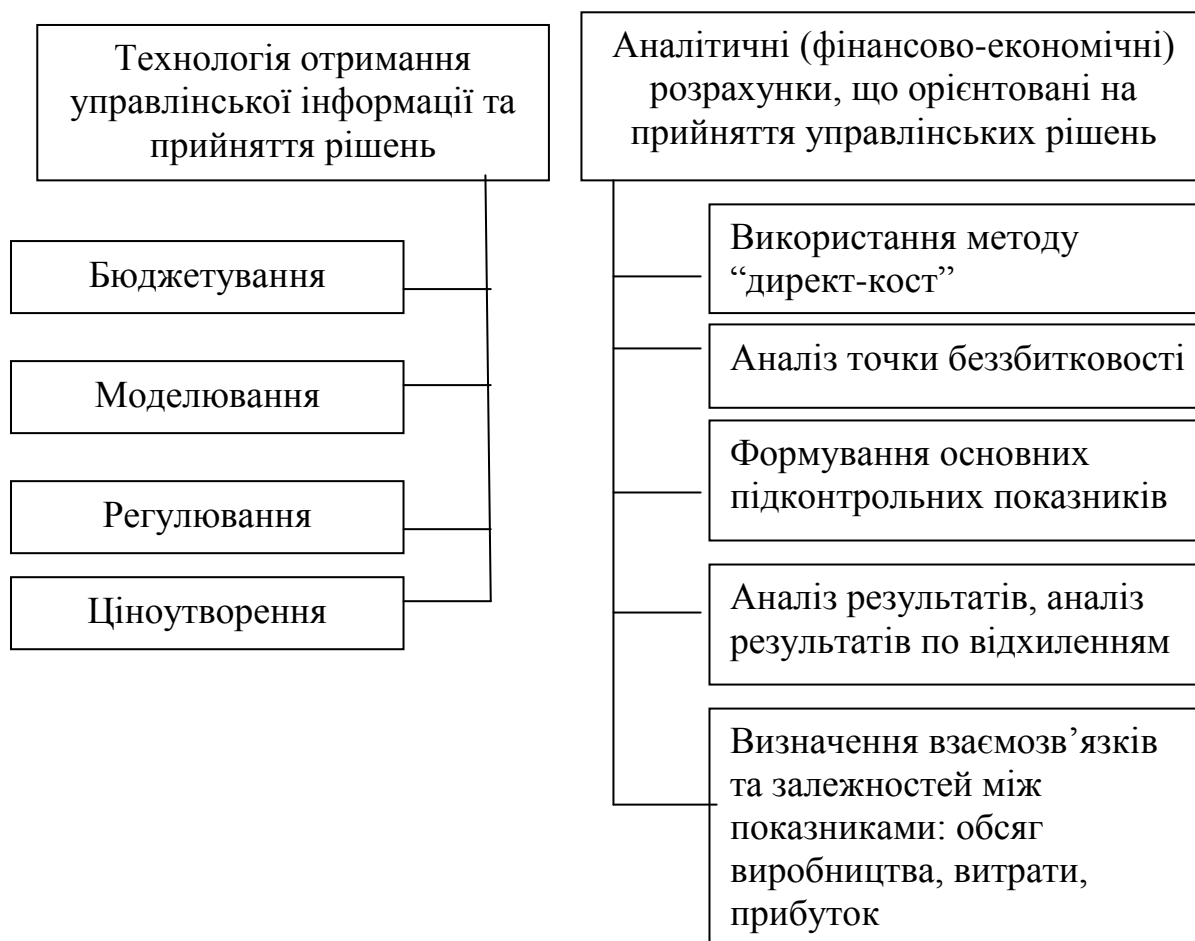 Технологія отримання
управлінської інформації та
прийняття рішень
Бюджетування
Моделювання
Регулювання
Ціноутворення
Аналітичні (фінансово-економічні)
розрахунки, що орієнтовані на
прийняття управлінських рішень
Використання методу
“директ-кост”
Аналіз точки беззбитковості
Формування основних
підконтрольних показників
Аналіз результатів, аналіз
результатів по відхиленням
Визначення взаємозв’язків
та залежностей між
показниками: обсяг
виробництва, витрати,
прибуток